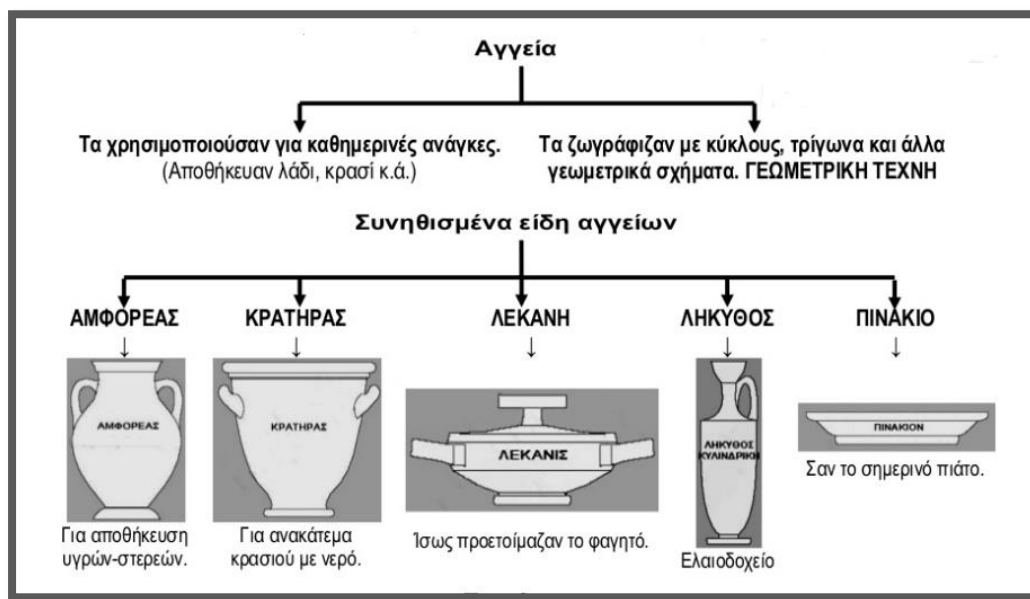 Αγγεία
Τα χρησιμοποιούσαν για καθημερινές ανάγκες.
(Αποθήκευαν λάδι, κρασί κ.ά.)
Τα ζωγράφιζαν με κύκλους, τρίγωνα και άλλα
γεωμετρικά σχήματα. ΓΕΩΜΕΤΡΙΚΗ ΤΕΧΝΗ
Συνηθισμένα είδη αγγείων
ΑΜΦΟΡΕΑΣ
ΚΡΑΤΗΡΑΣ
ΛΕΚΑΝΗ
ΛΗΚΥΘΟΣ
ΠΙΝΑΚΙΟ
ΑΜΦΟΡΕΑΣ
ΚΡΑΤΗΡΑΣ
ΛΕΚΑΝΙΣ
ΛΗΚΥΘΟΣ
ΚΥΛΙΝΔΡΙΚΗ
ΠΙΝΑΚΙΟΝ
Για αποθήκευση
υγρών-στερεών.
Για ανακάτεμα
κρασιού με νερό.
Ίσως προετοίμαζαν το φαγητό.
Ελαιοδοχείο
Σαν το σημερινό πιάτο.